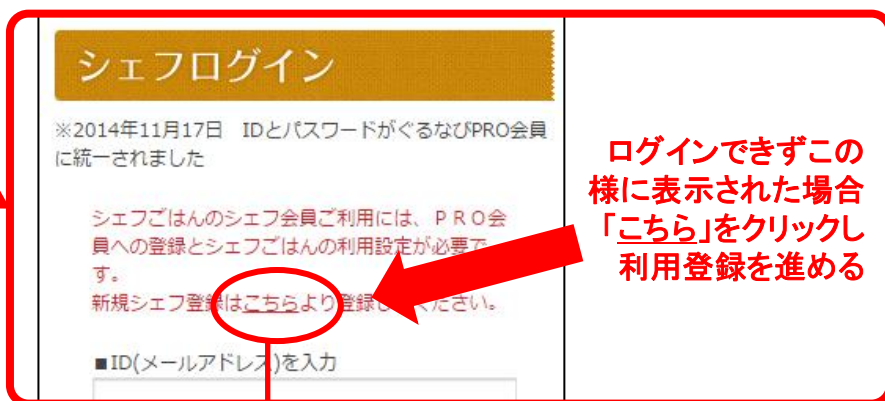 シェフログイン
※2014年11月17日　IDとパスワードがぐるなびPRO会員
に統一されました
シェフごはんのシェフ会員ご利用には、ＰＲＯ会
員への登録とシェフごはんの利用設定が必要で
す。
新規シェフ登録はこちらより登録し ください。
■ID(メールアドレス)を入力
ログインできずこの
様に表示された場合
「こちら」をクリックし
利用登録を進める